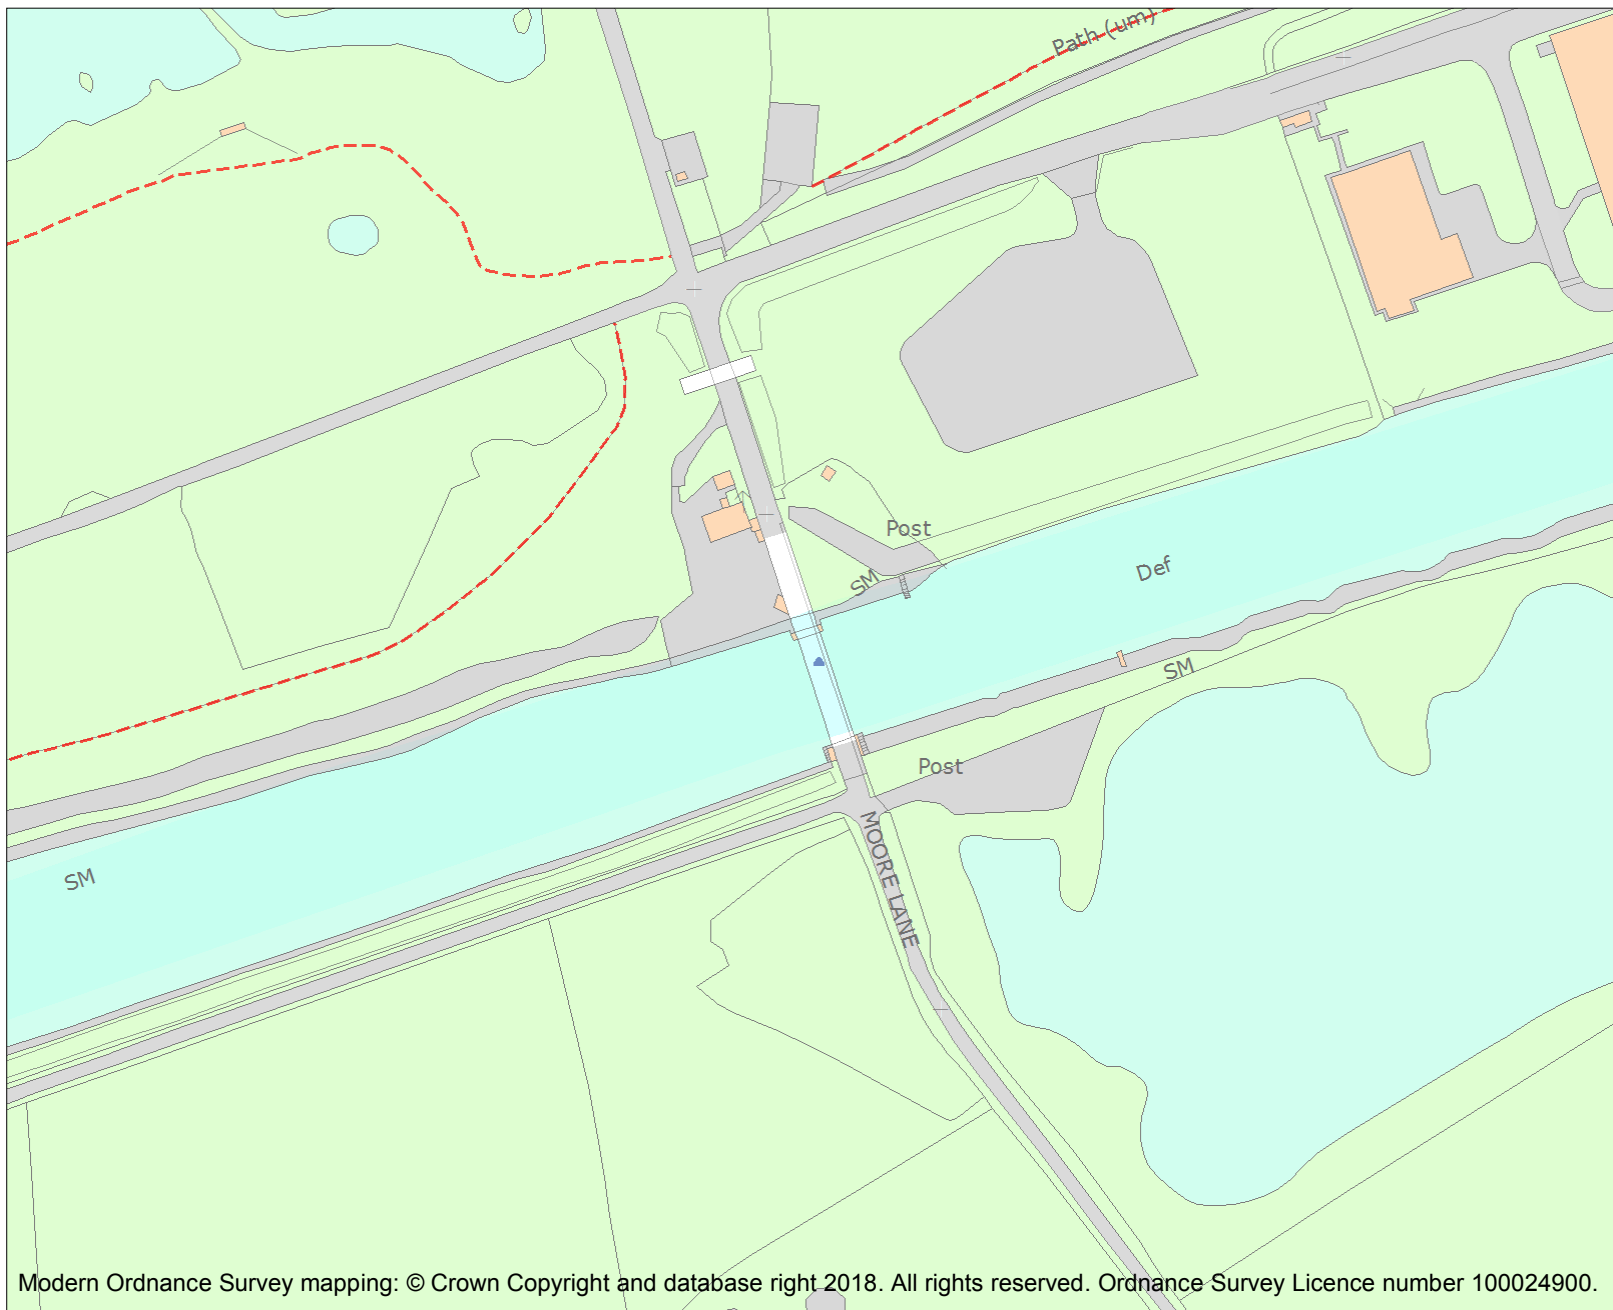 Path (um)
Post
SM
Def
SM
Post
MOORE LANE
SM
Modern Ordnance Survey mapping: © Crown Copyright and database right 2018. All rights reserved. Ordnance Survey Licence number 100024900.